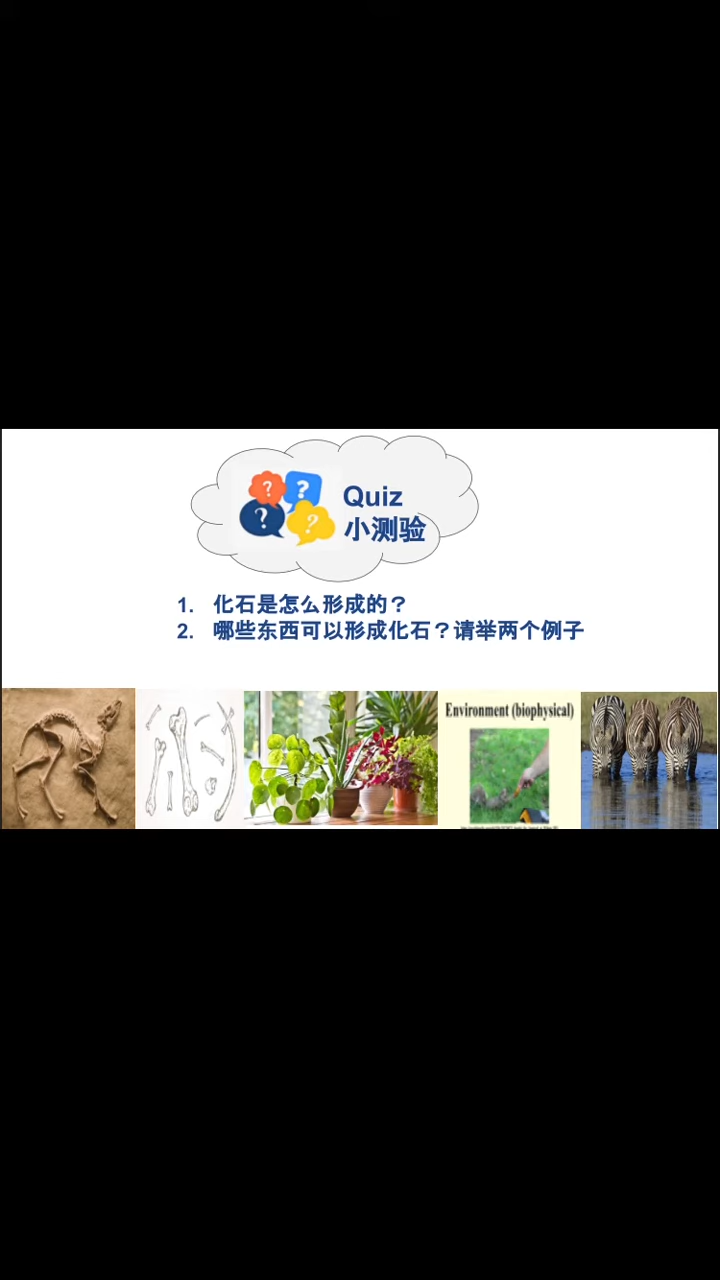 Quiz
小测验
1. 化石是怎么形成的？
2. 哪些东西可以形成化石？请举两个例子
Environment (biophysical)